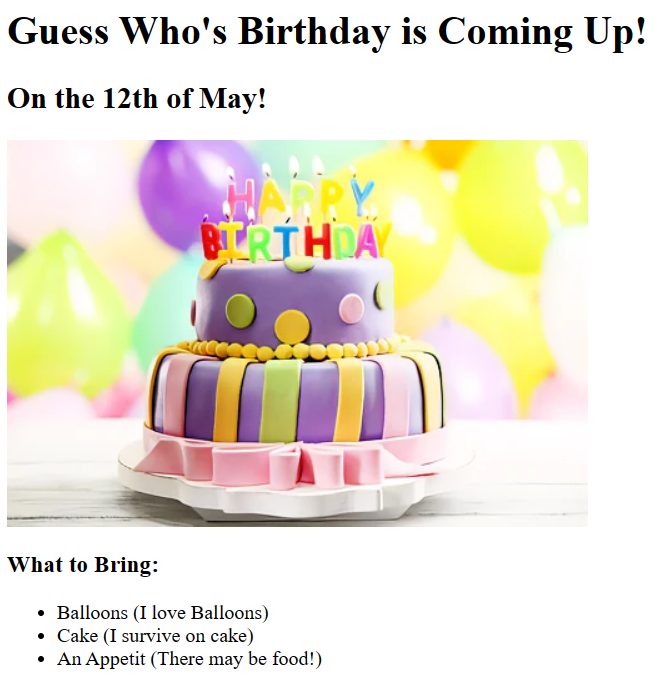 Guess Who's Birthday is Coming Up!
On the 12th of May!
HAPPY
BIRTHDAY
What to Bring:
• Balloons (I love Balloons)
• Cake (I survive on cake)
• An Appetit (There may be food!)